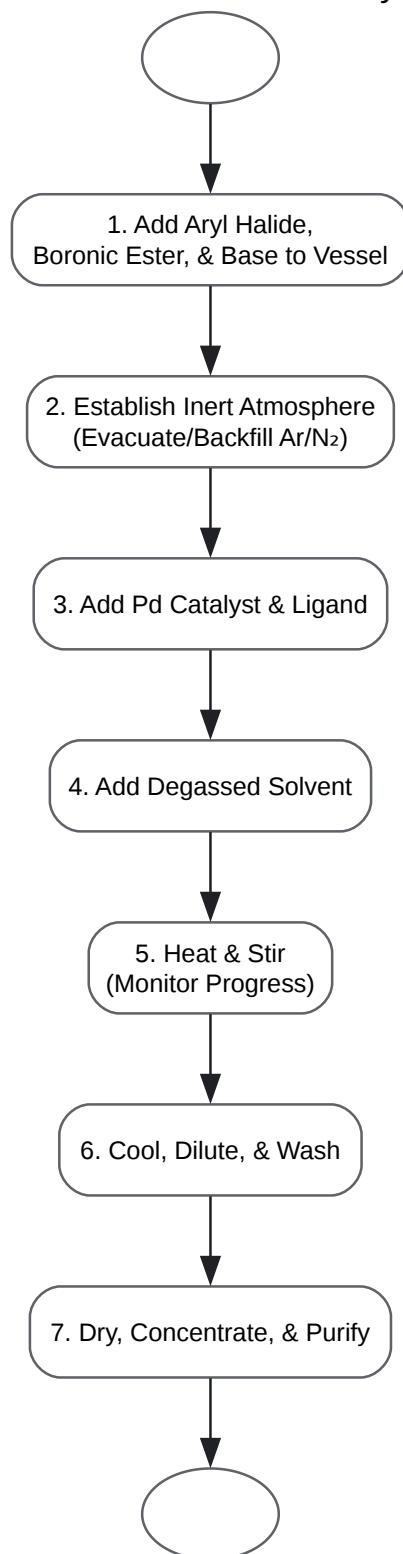 1. Add Aryl Halide,
Boronic Ester, & Base to Vessel
2. Establish Inert Atmosphere
(Evacuate/Backfill Ar/N₂)
3. Add Pd Catalyst & Ligand
4. Add Degassed Solvent
5. Heat & Stir
(Monitor Progress)
6. Cool, Dilute, & Wash
7. Dry, Concentrate, & Purify